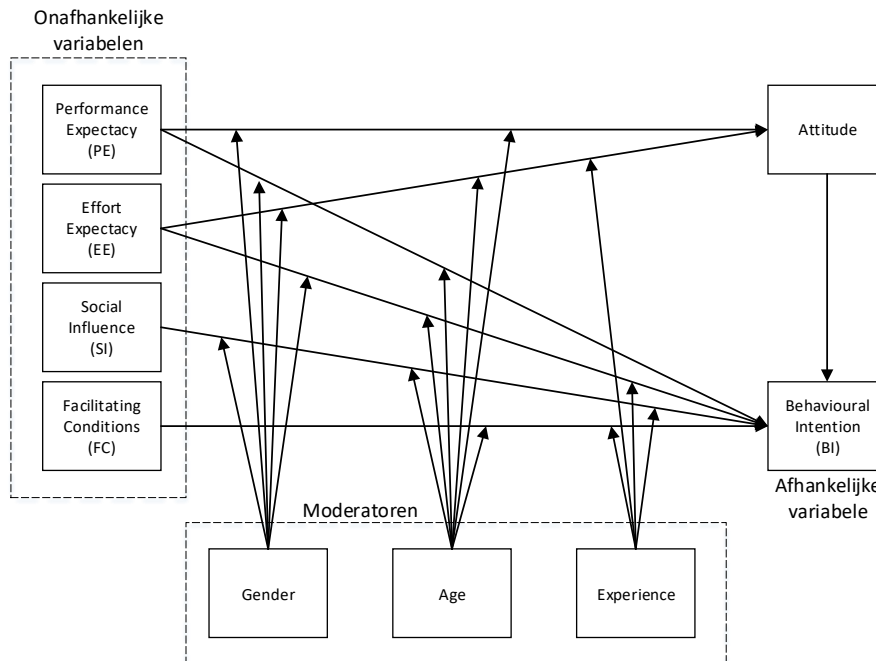 Onafhankelijke
variabelen
Performance
Expectacy
(PE)
Attitude
Effort
Expectacy
(EE)
Social
Influence
(SI)
Facilitating
Conditions
(FC)
Behavioural
Intention
(BI)
Afhankelijke
variabele
Moderatoren
Gender
Age
Experience